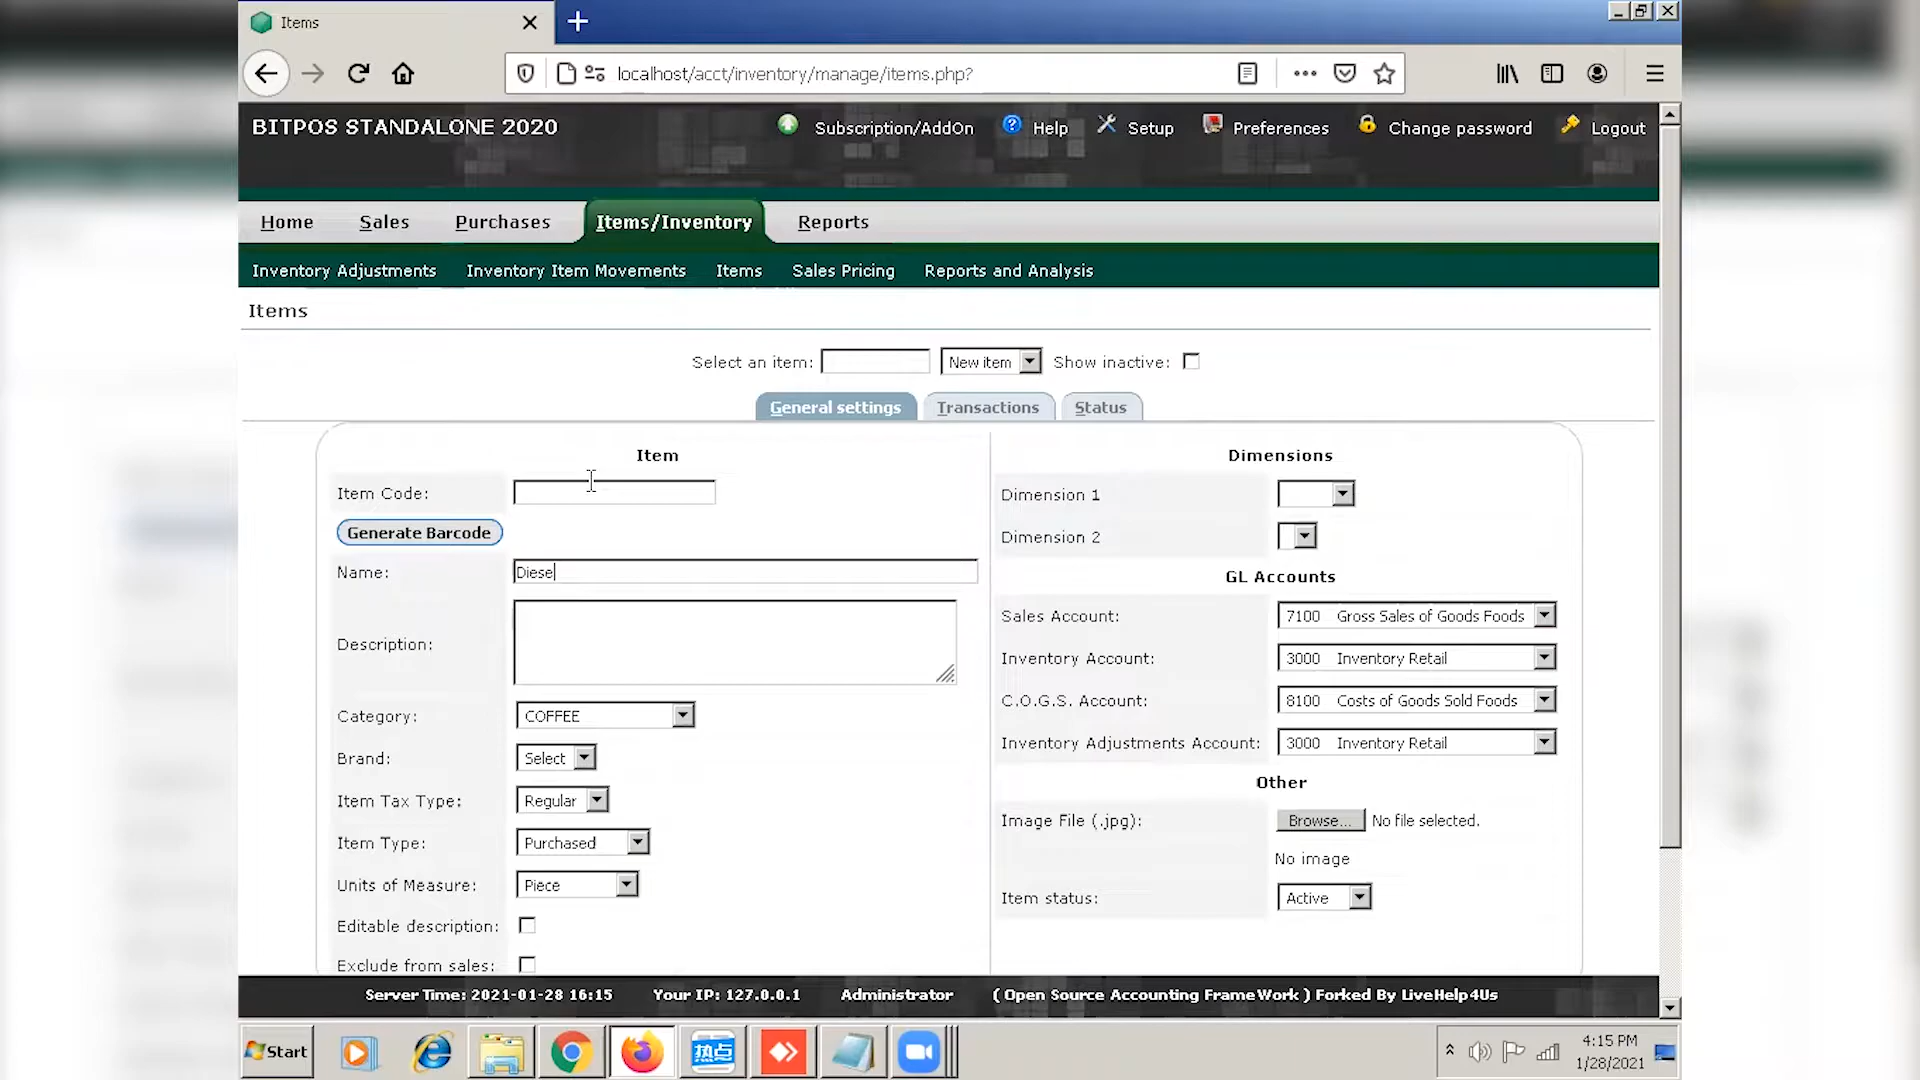 Items
localhost/acct/inventory/manage/items.php?
BITPOS STANDALONE 2020
Subscription/AddOn Help Setup Preferences Change password Logout
Home Sales Purchases Items/Inventory Reports
Inventory Adjustments Inventory Item Movements Items Sales Pricing Reports and Analysis
Items
Select an item: New item Show inactive:
General settings Transactions Status
Item
Item Code:
Generate Barcode
Name: Diese
Description:
Category: COFFEE
Brand: Select
Item Tax Type: Regular
Item Type: Purchased
Units of Measure: Piece
Editable description:
Exclude from sales:
Dimensions
Dimension 1
Dimension 2
GL Accounts
Sales Account: 7100 Gross Sales of Goods Foods
Inventory Account: 3000 Inventory Retail
C.O.G.S. Account: 8100 Costs of Goods Sold Foods
Inventory Adjustments Account: 3000 Inventory Retail
Other
Image File (.jpg): Browse... No file selected.
No image
Item status: Active
Server Time: 2021-01-28 16:15 Your IP: 127.0.0.1 Administrator ( Open Source Accounting FrameWork ) Forked By LiveHelp4Us
Start 热点 4:15 PM
1/28/2021